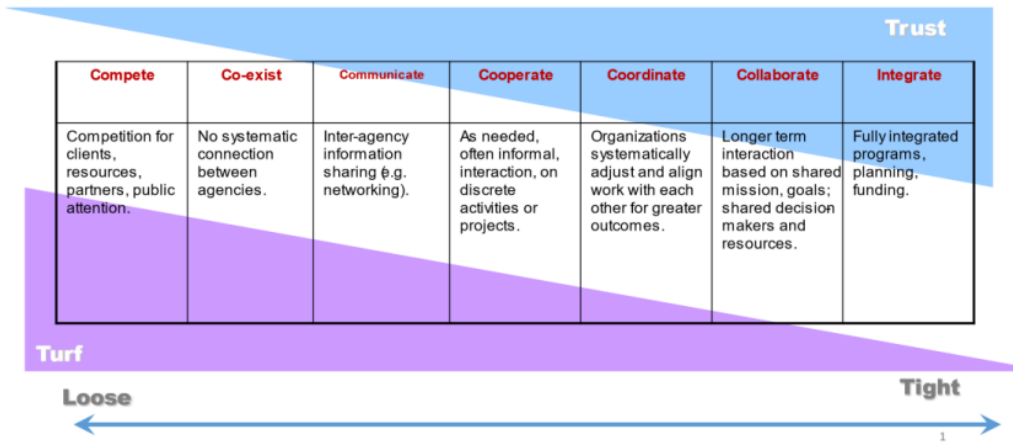 Trust
Compete
Co-exist
Communicate
Cooperate
Coordinate
Collaborate
Integrate
Competition for
clients,
resources,
partners, public
attention.
No systematic
connection
between
agencies.
Inter-agency
information
sharing (e.g.
networking).
As needed,
often informal,
interaction, on
discrete
activities or
projects.
Organizations
systematically
adjust and align
work with each
other for greater
outcomes.
Longer term
interaction
based on shared
mission, goals;
shared decision-
makers and
resources.
Fully integrated
programs,
planning,
funding.
Turf
Loose
Tight
1